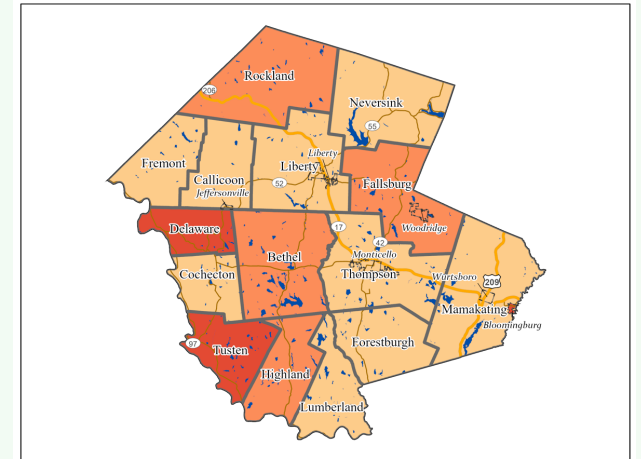 Rockland
206
Neversink
55
Liberty
Fremont
Liberty
Callicoon
52
Fallsburg
Jeffersonville
Delaware
17
Woodridge
42
Bethel
Monticello
Cochecton
Thompson
Wurtsboro
209
Mamakating
Bloomingburg
97
Tusten
Forestburgh
Highland
Lumberland